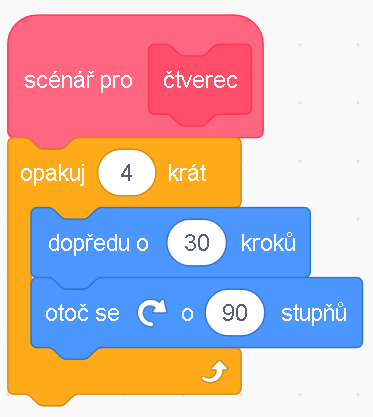 scénář pro čtverec
opakuj 4 krát
dopředu o 30 kroků
otoč se o 90 stupňů